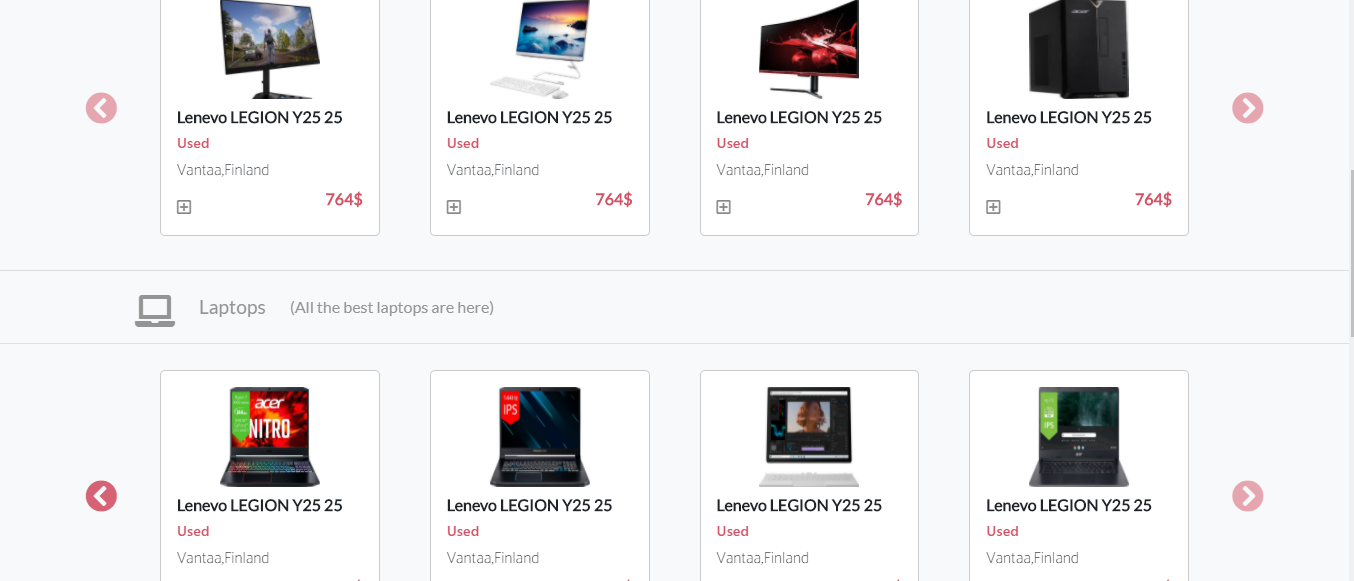 acer
Lenevo LEGION Y25 25
Lenevo LEGION Y25 25
Lenevo LEGION Y25 25
Lenevo LEGION Y25 25
Used
Used
Used
Used
Vantaa,Finland
Vantaa,Finland
Vantaa,Finland
Vantaa,Finland
764$
764$
764$
764$
Laptops (All the best laptops are here)
acer
NITRO
IPS
IPS
Lenevo LEGION Y25 25
Lenevo LEGION Y25 25
Lenevo LEGION Y25 25
Lenevo LEGION Y25 25
Used
Used
Used
Used
Vantaa,Finland
Vantaa,Finland
Vantaa,Finland
Vantaa,Finland